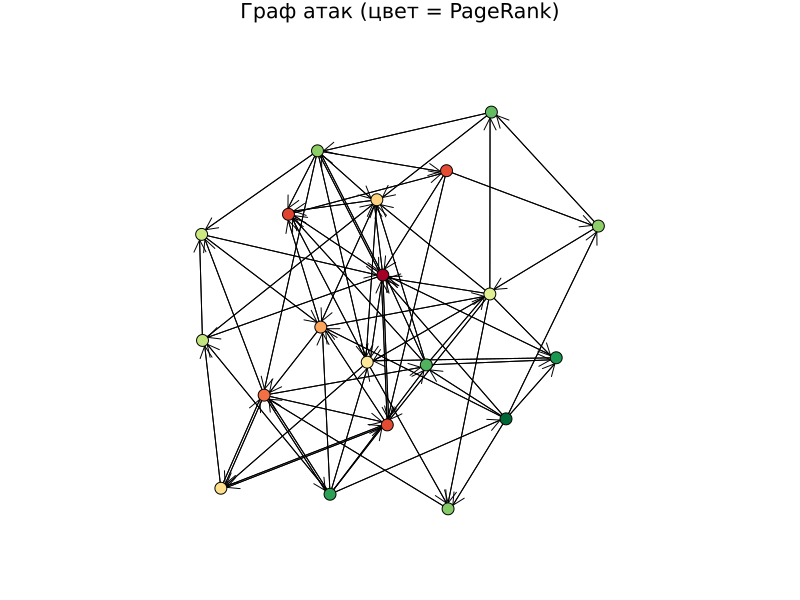 Граф атак (цвет = PageRank)